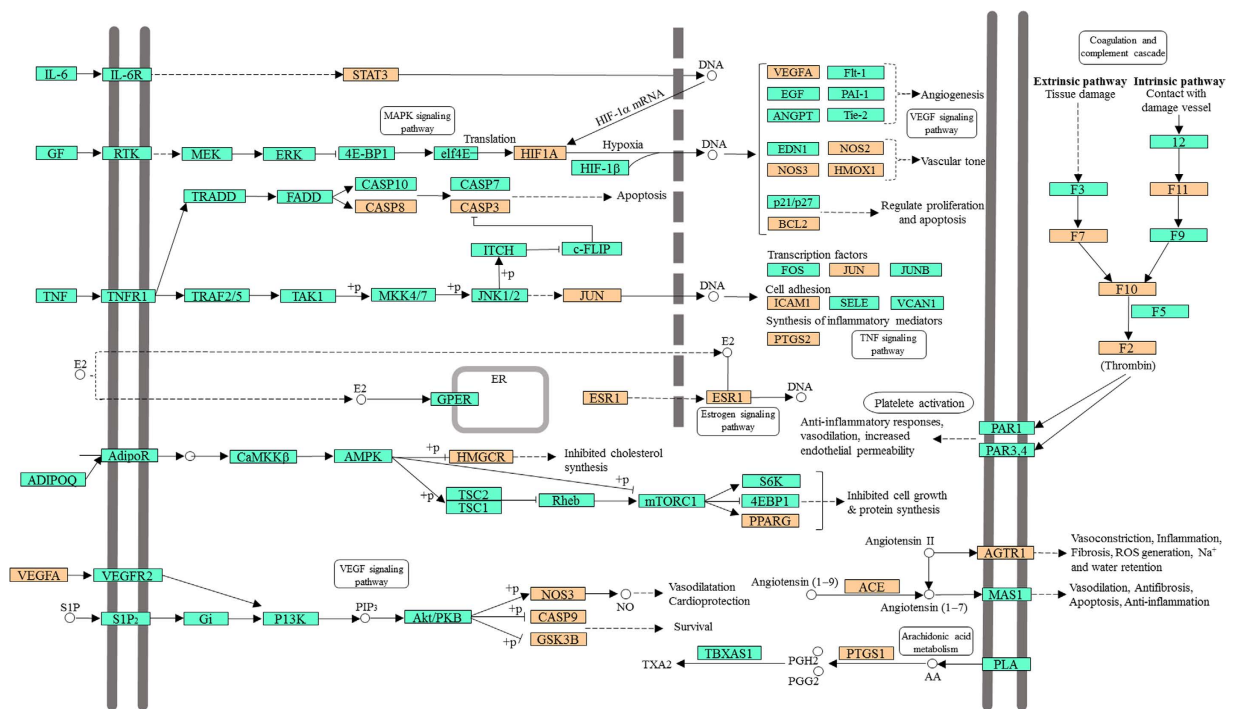 Coagulation and
complement cascade
IL-6
IL-6R
STAT3
DNA
HIF-1α mRNA
VEGFA
Flt-1
EGF
PAI-1
ANGPT
Tie-2
Angiogenesis
VEGF signaling
pathway
Extrinsic pathway
Tissue damage
Intrinsic pathway
Contact with
damage vessel
MAPK signaling
pathway
Translation
GF
RTK
MEK
ERK
4E-BP1
elf4E
HIF1A
Hypoxia
HIF-1β
DNA
EDN1
NOS2
NOS3
HMOX1
Vascular tone
12
F3
F11
F7
F9
TRADD
FADD
CASP10
CASP8
CASP7
CASP3
Apoptosis
p21/p27
BCL2
Regulate proliferation
and apoptosis
ITCH
c-FLIP
+p
Transcription factors
FOS
JUN
JUNB
TNF
TNFR1
TRAF2/5
TAK1
+p
MKK4/7
+p
JNK1/2
JUN
DNA
Cell adhesion
ICAM1
SELE
VCAN1
Synthesis of inflammatory mediators
PTGS2
TNF signaling
pathway
F10
F5
F2
(Thrombin)
E2
E2
E2
ER
GPER
ESR1
ESR1
DNA
Estrogen signaling
pathway
Platelete activation
Anti-inflammatory responses,
vasodilation, increased
endothelial permeability
PAR1
PAR3.4
ADIPOQ
AdipoR
CaMKKβ
AMPK
+p
HMGCR
Inhibited cholesterol
synthesis
+p
+p
TSC2
TSC1
Rheb
mTORC1
S6K
4EBP1
PPARG
Inhibited cell growth
& protein synthesis
VEGFA
VEGFR2
VEGF signaling
pathway
S1P
S1P₂
Gi
P13K
PIP₃
Akt/PKB
+p
+p
+p
NOS3
CASP9
GSK3B
NO
Vasodilatation
Cardioprotection
Survival
Angiotensin II
AGTR1
Vasoconstriction, Inflammation,
Fibrosis, ROS generation, Na⁺
and water retention
Angiotensin (1–9)
ACE
Angiotensin (1–7)
MAS1
Vasodilation, Antifibrosis,
Apoptosis, Anti-inflammation
Arachidonic acid
metabolism
TXA2
TBXAS1
PGH2
PGG2
PTGS1
AA
PLA